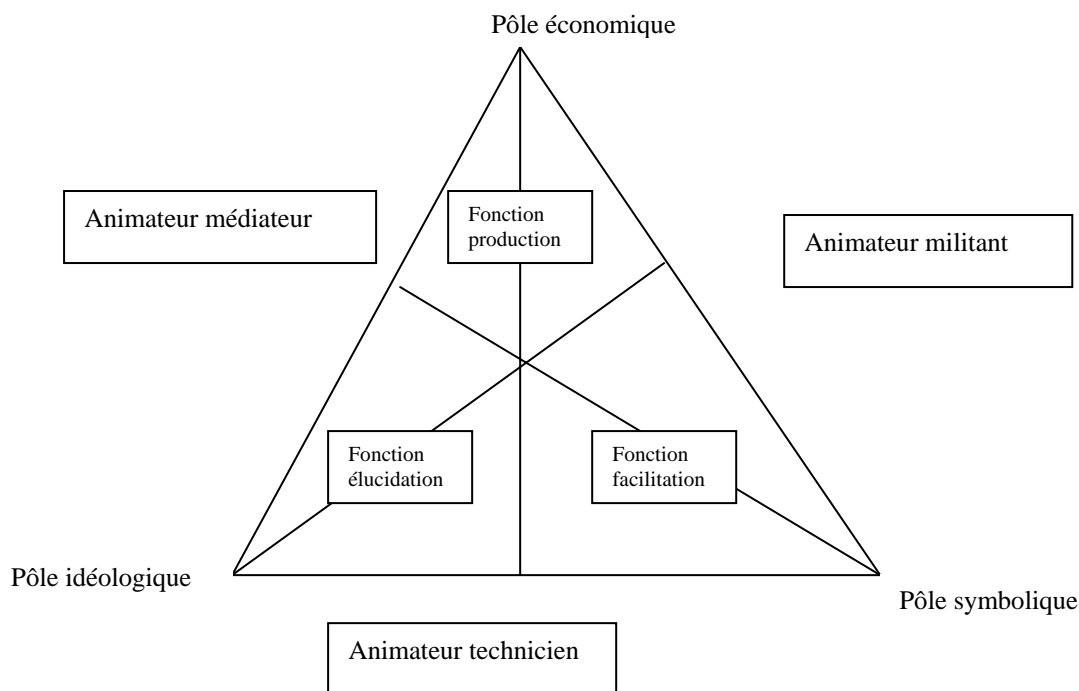 Pôle économique
Animateur médiateur
Fonction
production
Animateur militant
Fonction
élucidation
Fonction
facilitation
Pôle idéologique
Pôle symbolique
Animateur technicien